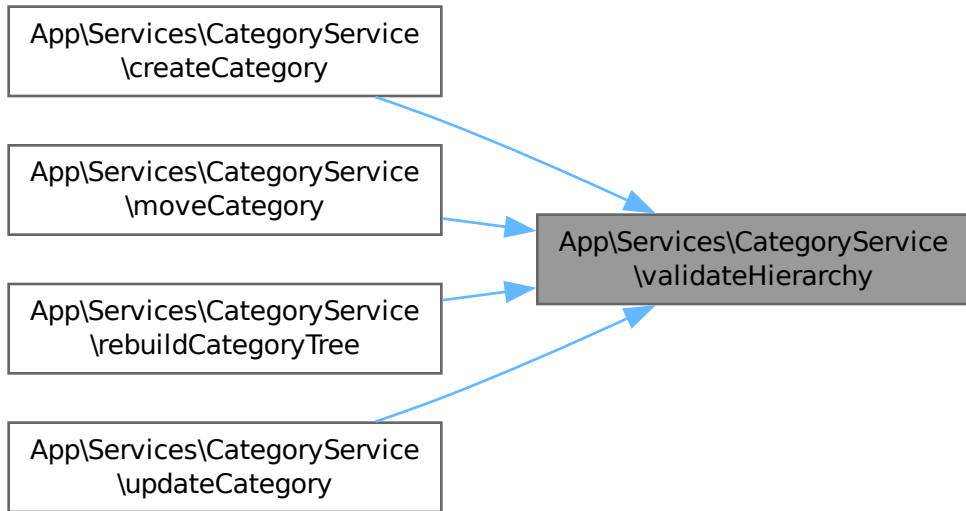 App\Services\CategoryService
\createCategory
App\Services\CategoryService
\moveCategory
App\Services\CategoryService
\rebuildCategoryTree
App\Services\CategoryService
\updateCategory
App\Services\CategoryService
\validateHierarchy